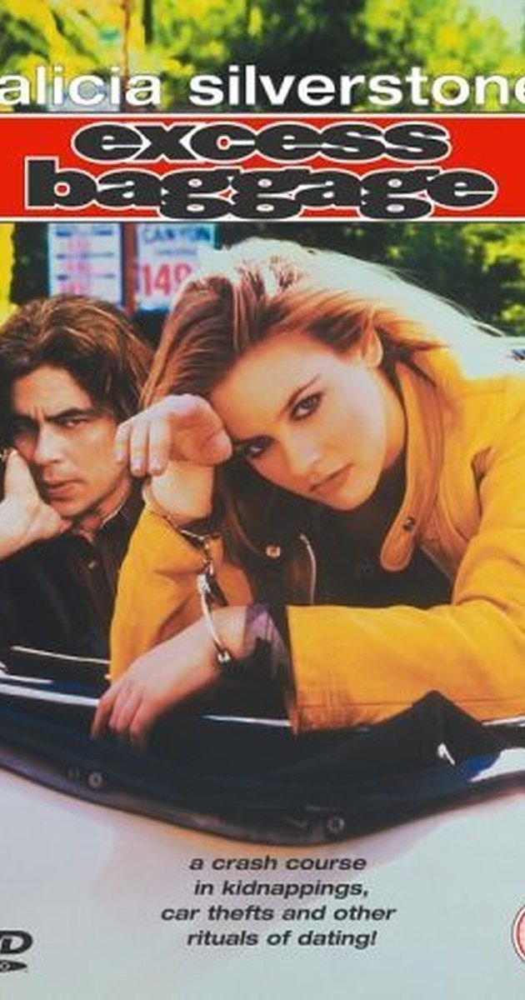 alicia silverstone
excess
baggage
CANYON
149
a crash course
in kidnappings,
car thefts and other
rituals of dating!